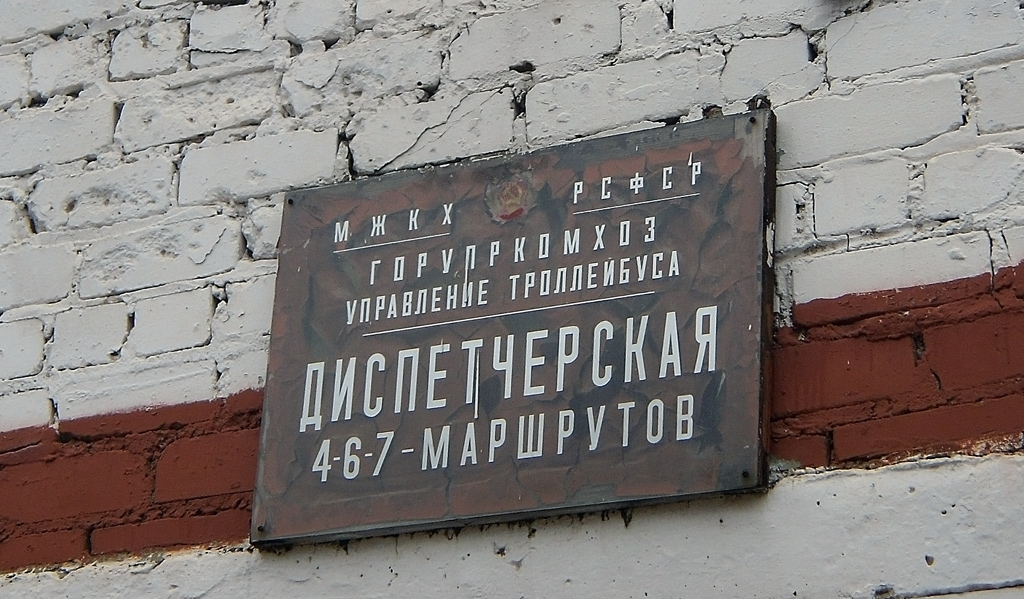 МЖКХ РСФСР
ГОРУПРКОМХОЗ
УПРАВЛЕНИЕ ТРОЛЛЕЙБУСА
ДИСПЕТЧЕРСКАЯ
4-6-7-МАРШРУТОВ